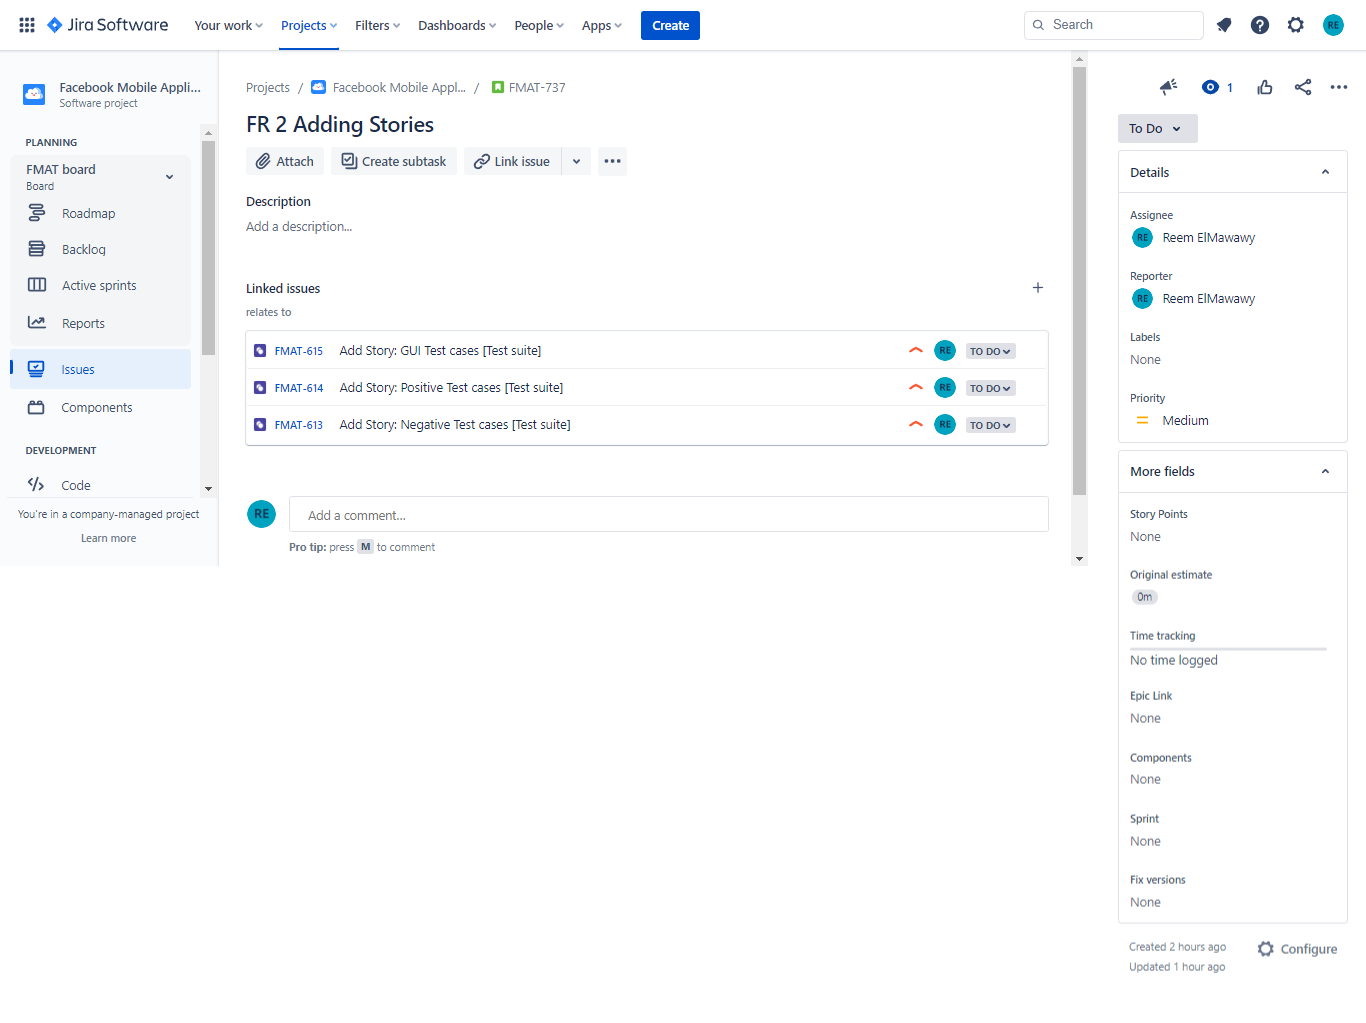 Jira Software Your work Projects Filters Dashboards People Apps Create Search RE
Facebook Mobile Appli...
Software project
PLANNING
FMAT board
Board
Roadmap
Backlog
Active sprints
Reports
Issues
Components
DEVELOPMENT
Code
You're in a company-managed project
Learn more
Projects / Facebook Mobile Appl... / FMAT-737
FR 2 Adding Stories
Attach Create subtask Link issue
Description
Add a description...
Linked issues
relates to
FMAT-615 Add Story: GUI Test cases [Test suite] RE TO DO
FMAT-614 Add Story: Positive Test cases [Test suite] RE TO DO
FMAT-613 Add Story: Negative Test cases [Test suite] RE TO DO
RE Add a comment...
Pro tip: press M to comment
1
To Do
Details
Assignee
RE Reem ElMawawy
Reporter
RE Reem ElMawawy
Labels
None
Priority
Medium
More fields
Story Points
None
Original estimate
0m
Time tracking
No time logged
Epic Link
None
Components
None
Sprint
None
Fix versions
None
Created 2 hours ago
Configure
Updated 1 hour ago